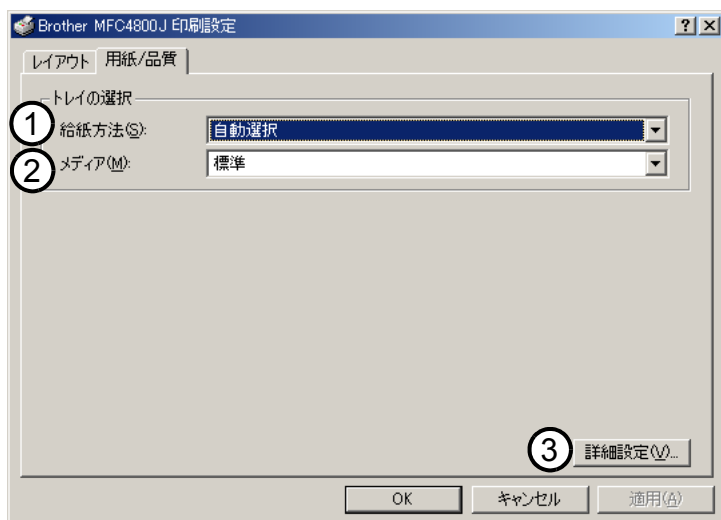 Brother MFC4800J 印刷設定
レイアウト 用紙/品質
トレイの選択
① 給紙方法(S): 自動選択
② メディア(M): 標準
③ 詳細設定(V)...
OK キャンセル 適用(A)